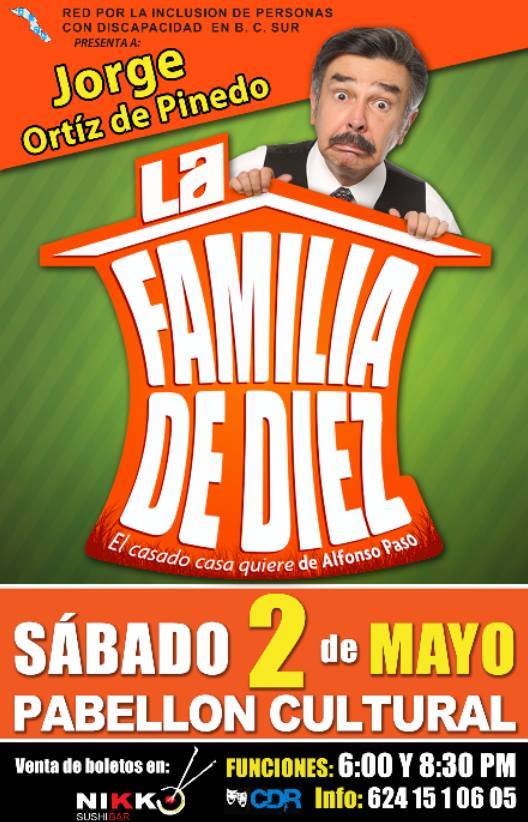 RED POR LA INCLUSION DE PERSONAS
CON DISCAPACIDAD EN B. C. SUR
PRESENTA A:
Jorge
Ortíz de Pinedo
LA
FAMILIA
DE DIEZ
El casado casa quiere de Alfonso Paso
SÁBADO 2 de MAYO
PABELLON CULTURAL
Venta de boletos en:
NIKKO
SUSHIBAR
FUNCIONES: 6:00 Y 8:30 PM
CDR Info: 624 15 1 06 05